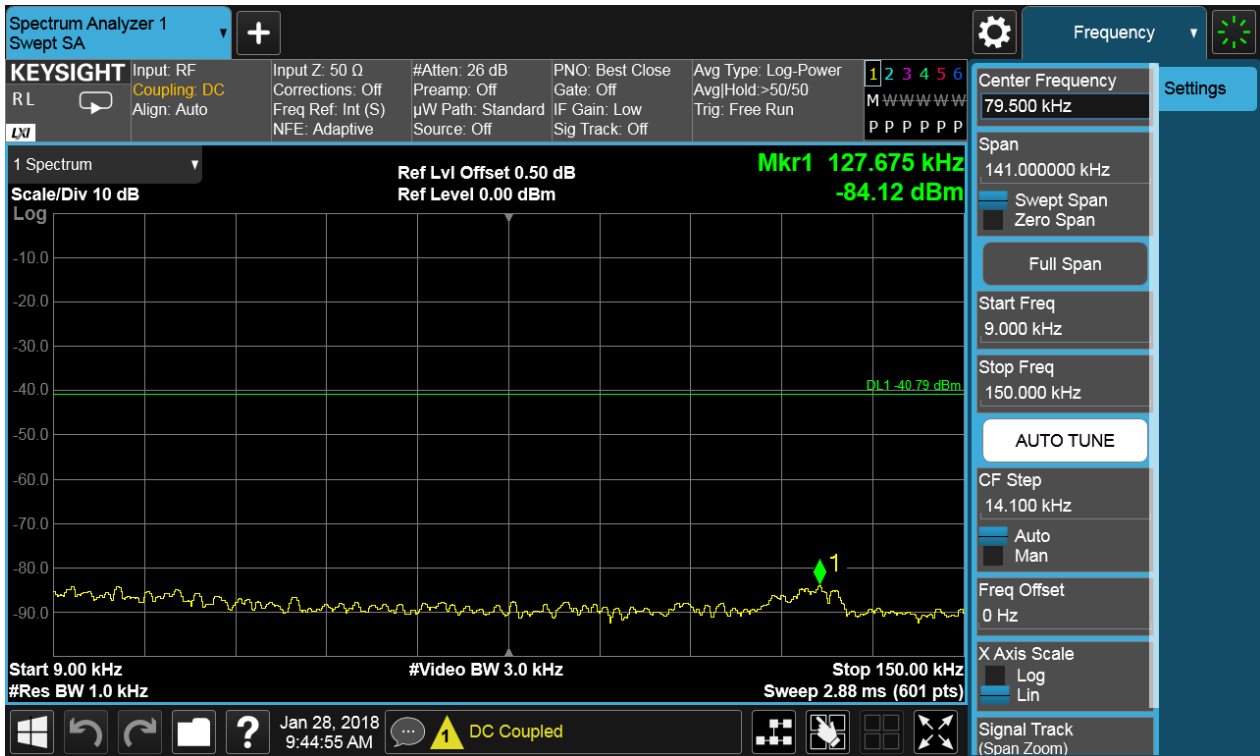 Spectrum Analyzer 1
Swept SA
+
Frequency
KEYSIGHT
R L
LXI
Input: RF
Coupling: DC
Align: Auto
Input Z: 50 Ω
Corrections: Off
Freq Ref: Int (S)
NFE: Adaptive
#Atten: 26 dB
Preamp: Off
µW Path: Standard
Source: Off
PNO: Best Close
Gate: Off
IF Gain: Low
Sig Track: Off
Avg Type: Log-Power
Avg|Hold:>50/50
Trig: Free Run
1 2 3 4 5 6
M W W W W W
P P P P P P
1 Spectrum
Scale/Div 10 dB
Log
Ref Lvl Offset 0.50 dB
Ref Level 0.00 dBm
Mkr1 127.675 kHz
-84.12 dBm
-10.0
-20.0
-30.0
-40.0
DL1 -40.79 dBm
-50.0
-60.0
-70.0
-80.0
1
-90.0
Start 9.00 kHz
#Video BW 3.0 kHz
Stop 150.00 kHz
#Res BW 1.0 kHz
Sweep 2.88 ms (601 pts)
Center Frequency
79.500 kHz
Span
141.000000 kHz
Swept Span
Zero Span
Full Span
Start Freq
9.000 kHz
Stop Freq
150.000 kHz
AUTO TUNE
CF Step
14.100 kHz
Auto
Man
Freq Offset
0 Hz
X Axis Scale
Log
Lin
Signal Track
(Span Zoom)
Settings
?
Jan 28, 2018
9:44:55 AM
1
DC Coupled